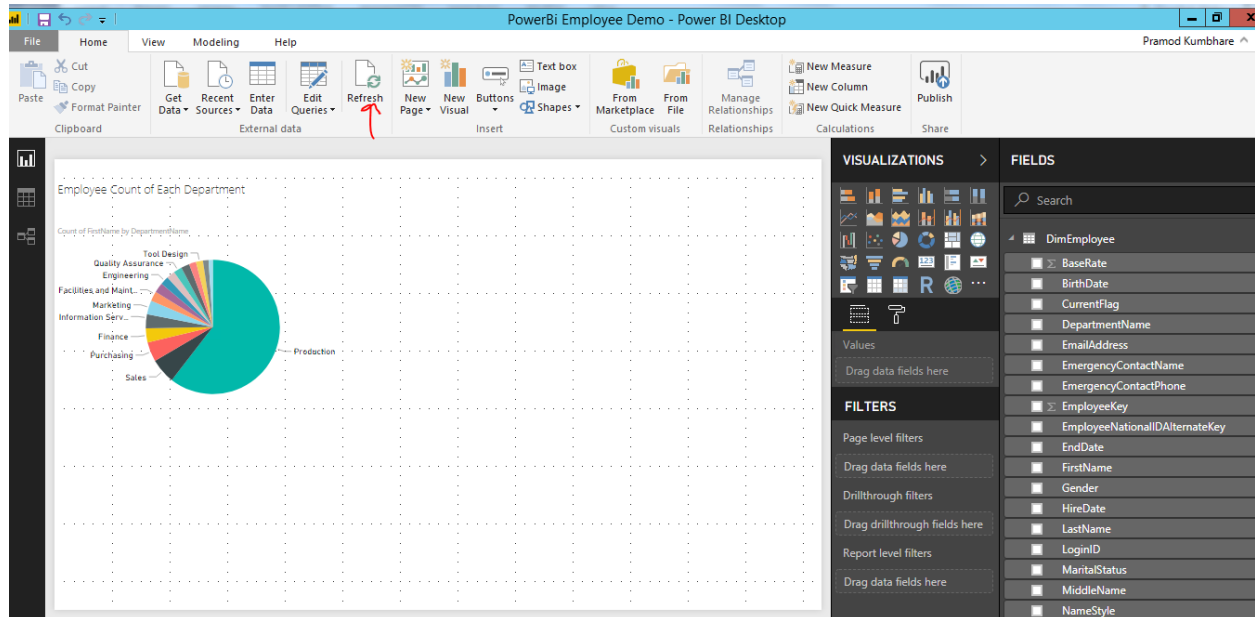 PowerBi Employee Demo - Power BI Desktop
File Home View Modeling Help
Pramod Kumbhare
Paste
Cut
Copy
Format Painter
Clipboard
Get Data
Recent Sources
Enter Data
Edit Queries
Refresh
External data
New Page
New Visual
Buttons
Text box
Image
Shapes
Insert
From Marketplace
From File
Custom visuals
Manage Relationships
Relationships
New Measure
New Column
New Quick Measure
Calculations
Publish
Share
Employee Count of Each Department
Count of FirstName by DepartmentName
Tool Design
Quality Assurance
Engineering
Facilities and Maint...
Marketing
Information Serv...
Finance
Purchasing
Sales
Production
VISUALIZATIONS
123
R
Values
Drag data fields here
FILTERS
Page level filters
Drag data fields here
Drillthrough filters
Drag drillthrough fields here
Report level filters
Drag data fields here
FIELDS
Search
DimEmployee
Σ BaseRate
BirthDate
CurrentFlag
DepartmentName
EmailAddress
EmergencyContactName
EmergencyContactPhone
Σ EmployeeKey
EmployeeNationalIDAlternateKey
EndDate
FirstName
Gender
HireDate
LastName
LoginID
MaritalStatus
MiddleName
NameStyle